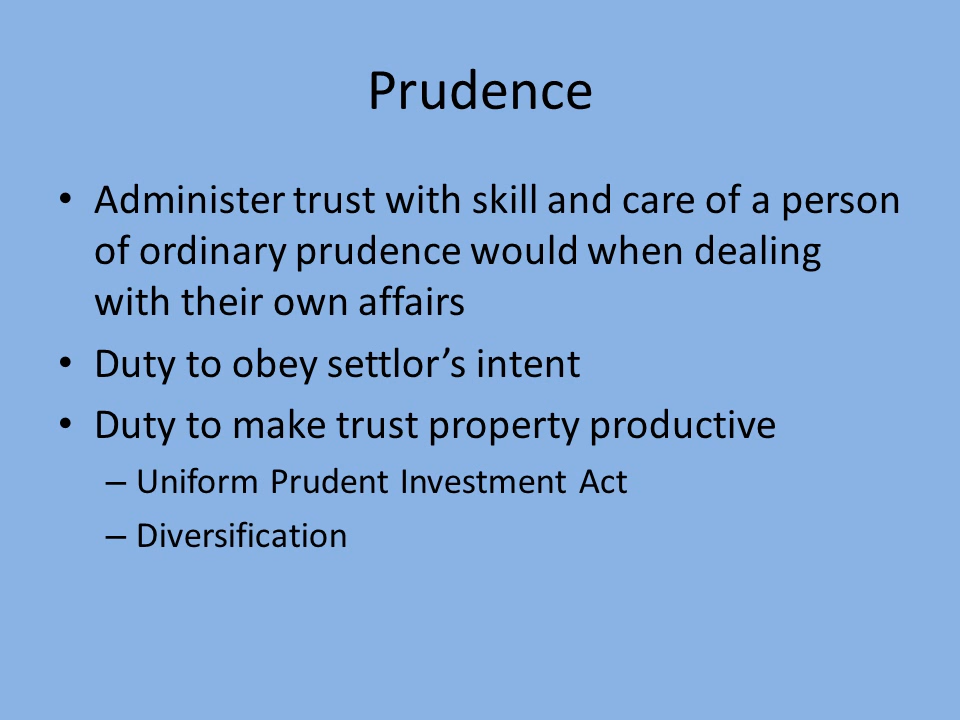 Prudence
• Administer trust with skill and care of a person
of ordinary prudence would when dealing
with their own affairs
• Duty to obey settlor’s intent
• Duty to make trust property productive
– Uniform Prudent Investment Act
– Diversification